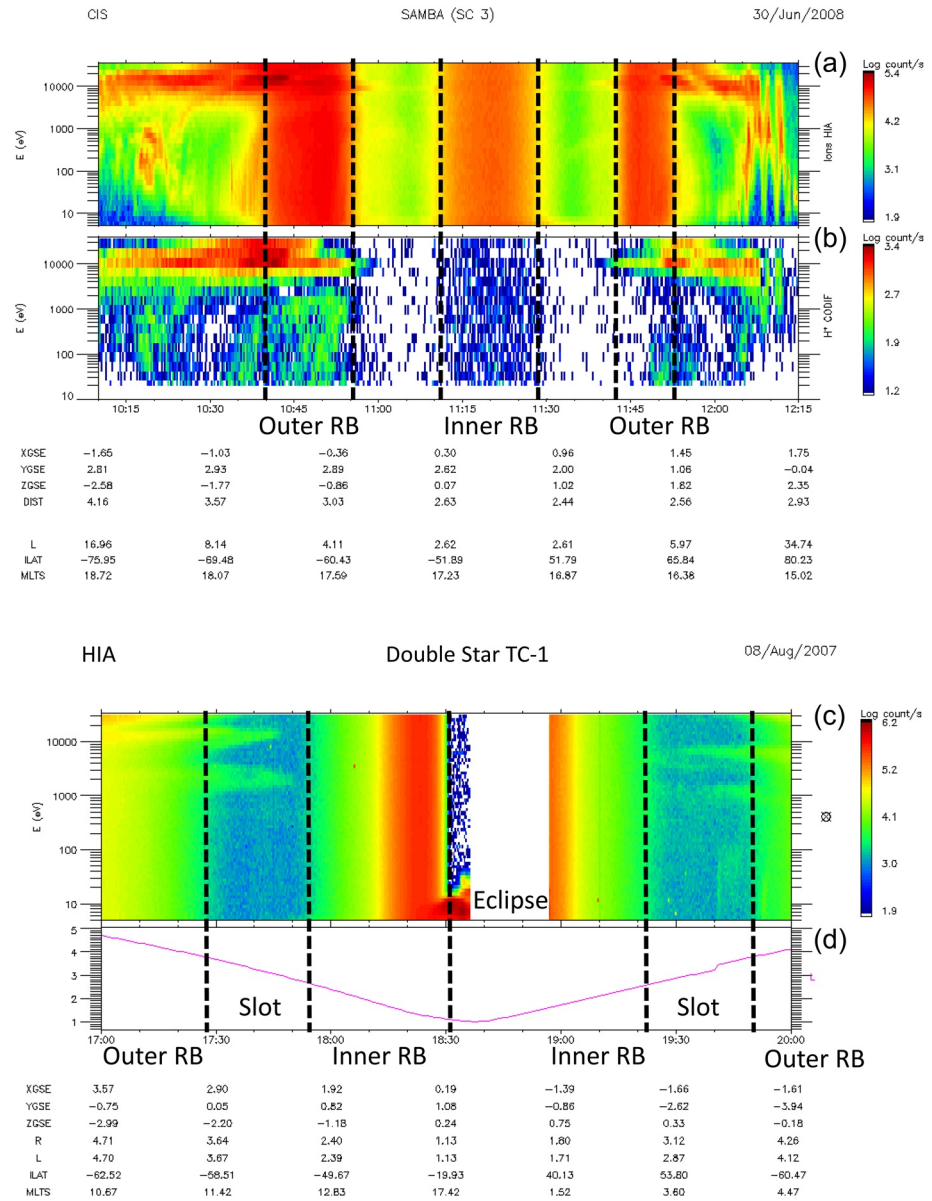 CIS SAMBA (SC 3) 30/Jun/2008
(a)
Log count/s
5.4
4.2
3.1
1.9
Ions HIA
E (eV)
10000
1000
100
10
(b)
Log count/s
3.4
2.7
1.9
1.2
H⁺ CODIF
E (eV)
10000
1000
100
10
10:15 10:30 10:45 11:00 11:15 11:30 11:45 12:00 12:15
Outer RB Inner RB Outer RB
XGSE −1.65 −1.03 −0.36 0.30 0.96 1.45 1.75
YGSE 2.81 2.93 2.89 2.62 2.00 1.06 −0.04
ZGSE −2.58 −1.77 −0.86 0.07 1.02 1.82 2.35
DIST 4.16 3.57 3.03 2.63 2.44 2.56 2.93
L 16.96 8.14 4.11 2.62 2.61 5.97 34.74
ILAT −75.95 −69.48 −60.43 −51.89 51.79 65.84 80.23
MLTS 18.72 18.07 17.59 17.23 16.87 16.38 15.02
HIA Double Star TC-1 08/Aug/2007
(c)
Log count/s
6.2
5.2
4.1
3.0
1.9
E (eV)
10000
1000
100
10
Eclipse
(d)
5
4
3
2
1
L
Slot Slot
17:00 17:30 18:00 18:30 19:00 19:30 20:00
Outer RB Inner RB Inner RB Outer RB
XGSE 3.57 2.90 1.92 0.19 −1.39 −1.66 −1.61
YGSE −0.75 0.05 0.82 1.08 −0.86 −2.62 −3.94
ZGSE −2.99 −2.20 −1.18 0.24 0.75 0.33 −0.18
R 4.71 3.64 2.40 1.13 1.80 3.12 4.26
L 4.70 3.67 2.39 1.13 1.71 2.87 4.12
ILAT −62.52 −58.51 −49.67 −19.93 40.13 53.80 −60.47
MLTS 10.67 11.42 12.83 17.42 1.52 3.60 4.47